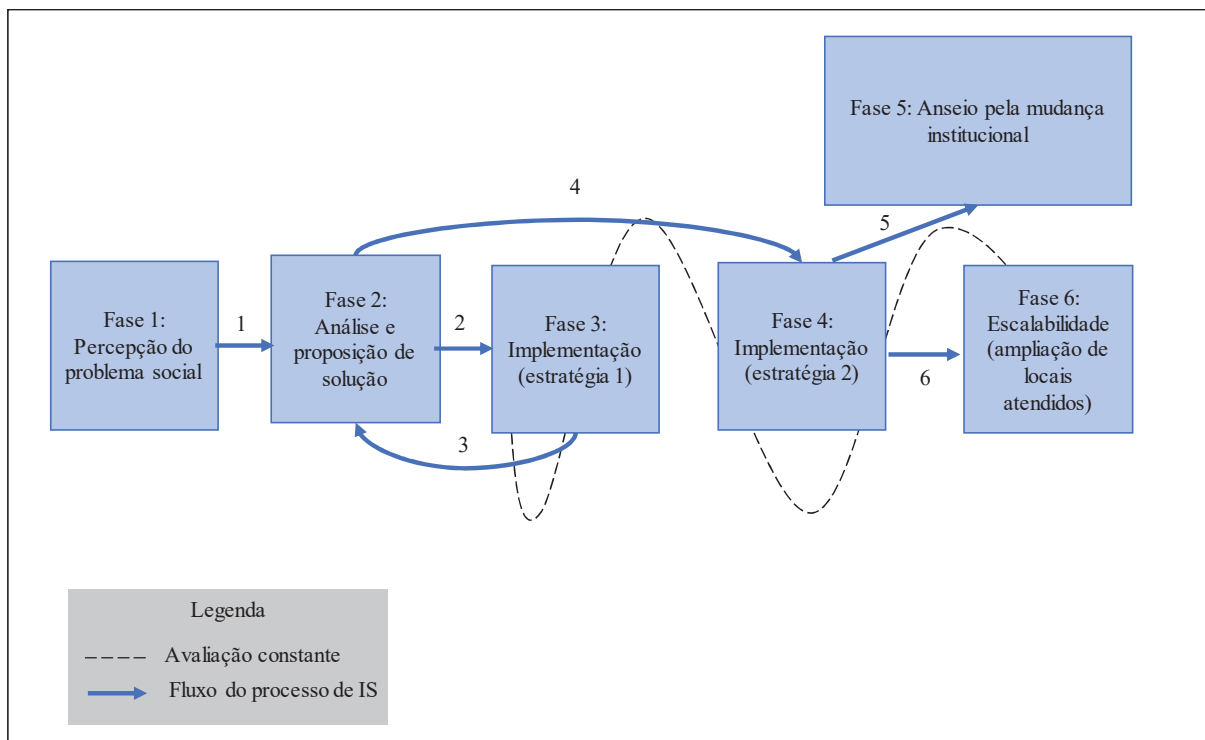 Fase 5: Anseio pela mudança
institucional
4
5
Fase 1:
Percepção do
problema social
1
Fase 2:
Análise e
proposição de
solução
2
Fase 3:
Implementação
(estratégia 1)
Fase 4:
Implementação
(estratégia 2)
6
Fase 6:
Escalabilidade
(ampliação de
locais
atendidos)
3
Legenda
Avaliação constante
Fluxo do processo de IS